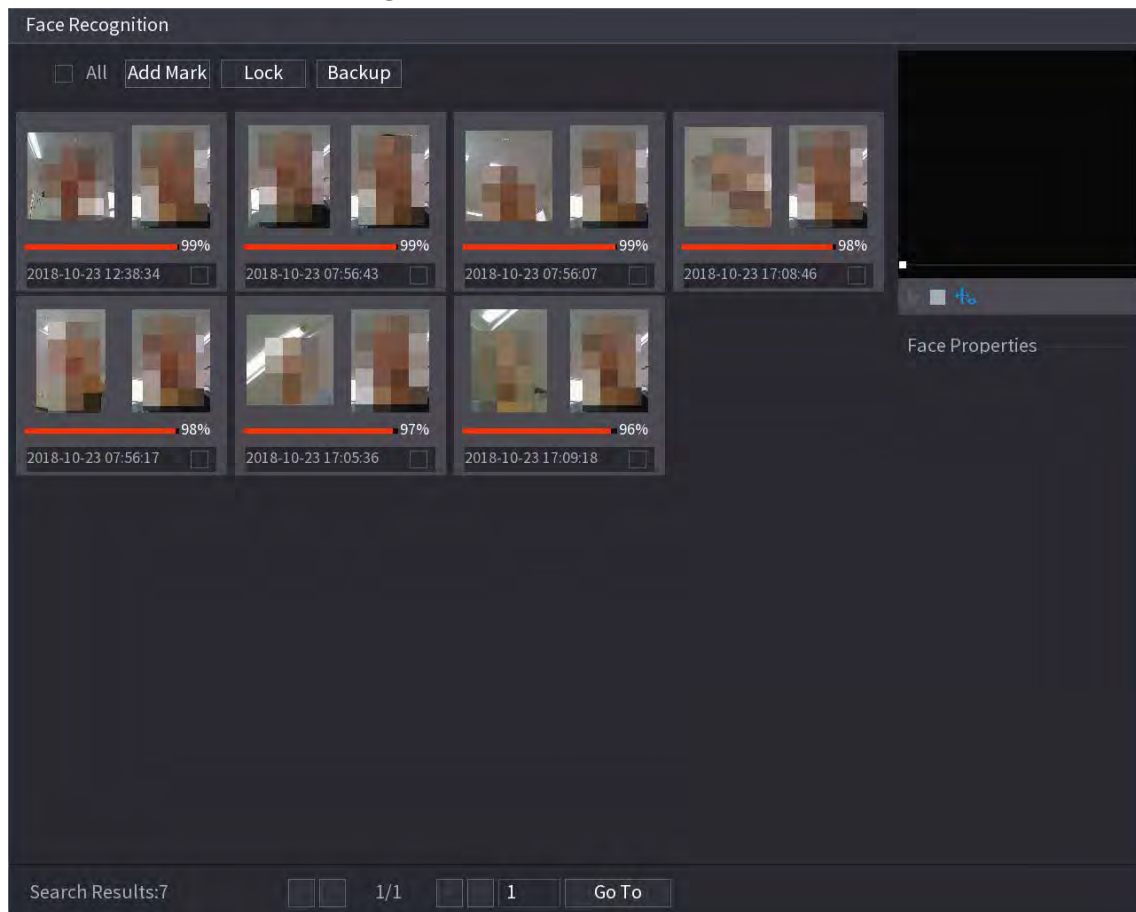 Face Recognition
All Add Mark Lock Backup
99% 99% 99% 98%
2018-10-23 12:38:34 2018-10-23 07:56:43 2018-10-23 07:56:07 2018-10-23 17:08:46
Face Properties
98% 97% 96%
2018-10-23 07:56:17 2018-10-23 17:05:36 2018-10-23 17:09:18
Search Results:7 1/1 1 Go To